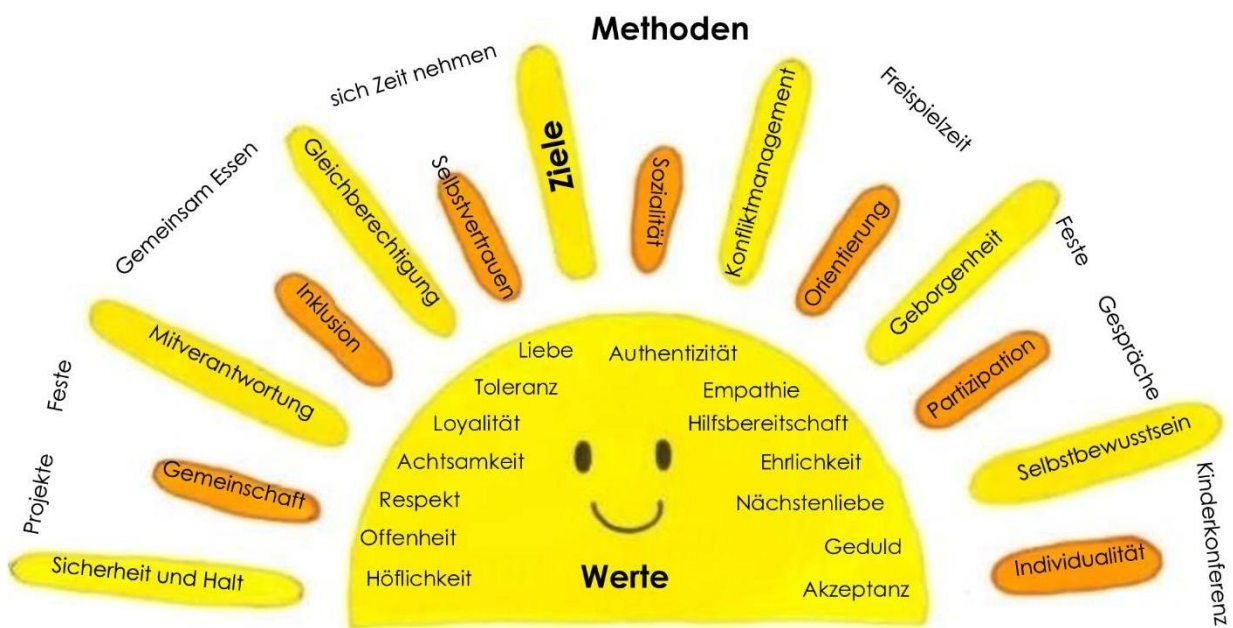 Methoden
Projekte
Feste
Gemeinsam Essen
sich Zeit nehmen
Freispielzeit
Feste
Gespräche
Kinderkonferenz
Sicherheit und Halt
Gemeinschaft
Mitverantwortung
Inklusion
Gleichberechtigung
Selbstvertrauen
Ziele
Sozialität
Konfliktmanagement
Orientierung
Geborgenheit
Partizipation
Selbstbewusstsein
Individualität
Liebe
Toleranz
Loyalität
Achtsamkeit
Respekt
Offenheit
Höflichkeit
Authentizität
Empathie
Hilfsbereitschaft
Ehrlichkeit
Nächstenliebe
Geduld
Akzeptanz
Werte